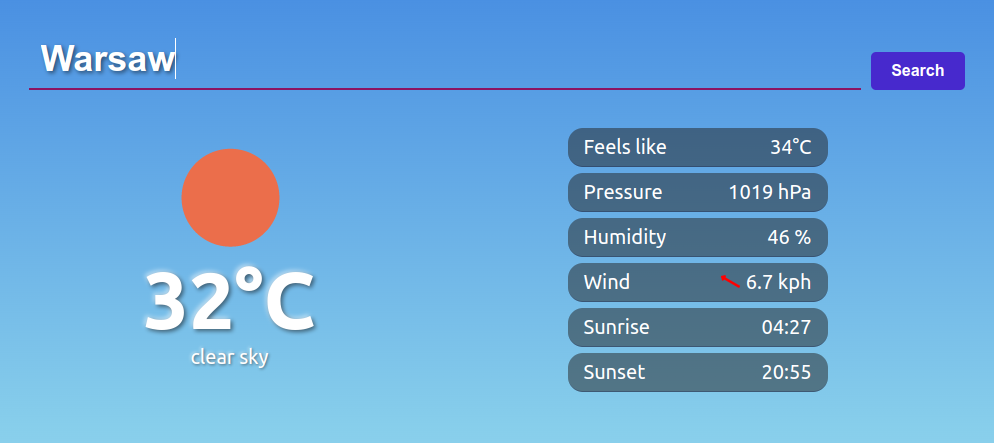 Warsaw
Search
32°C
clear sky
Feels like 34°C
Pressure 1019 hPa
Humidity 46 %
Wind 6.7 kph
Sunrise 04:27
Sunset 20:55